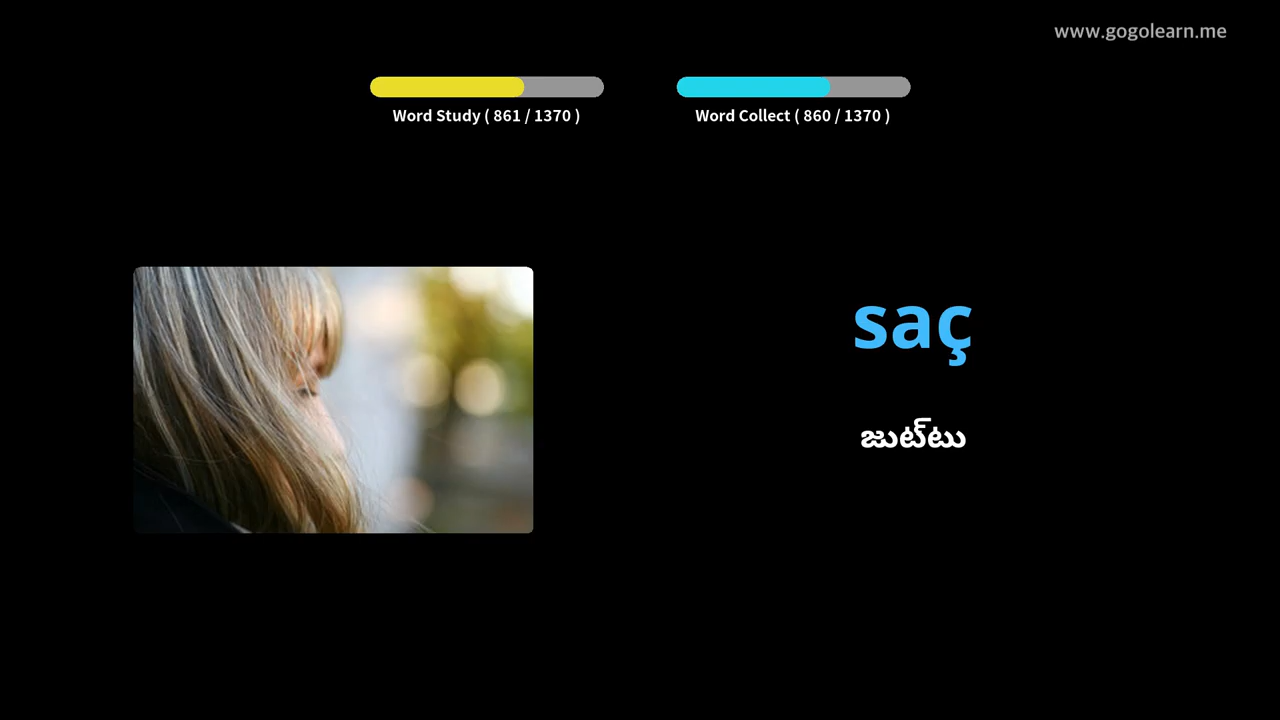 www.gogolearn.me
Word Study ( 861 / 1370 )
Word Collect ( 860 / 1370 )
saç
జుట్‌టు